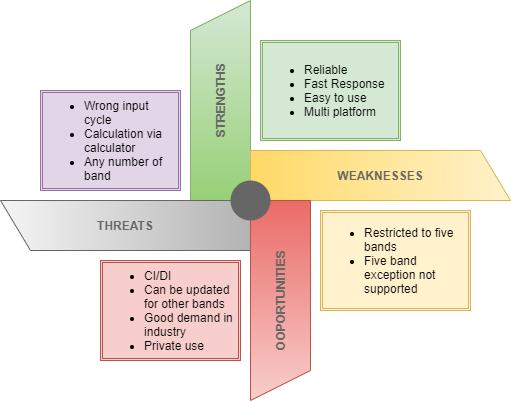 STRENGTHS
Reliable
Fast Response
Easy to use
Multi platform
WEAKNESSES
Restricted to five
bands
Five band
exception not
supported
OOPORTUNITIES
CI/DI
Can be updated
for other bands
Good demand in
industry
Private use
THREATS
Wrong input
cycle
Calculation via
calculator
Any number of
band